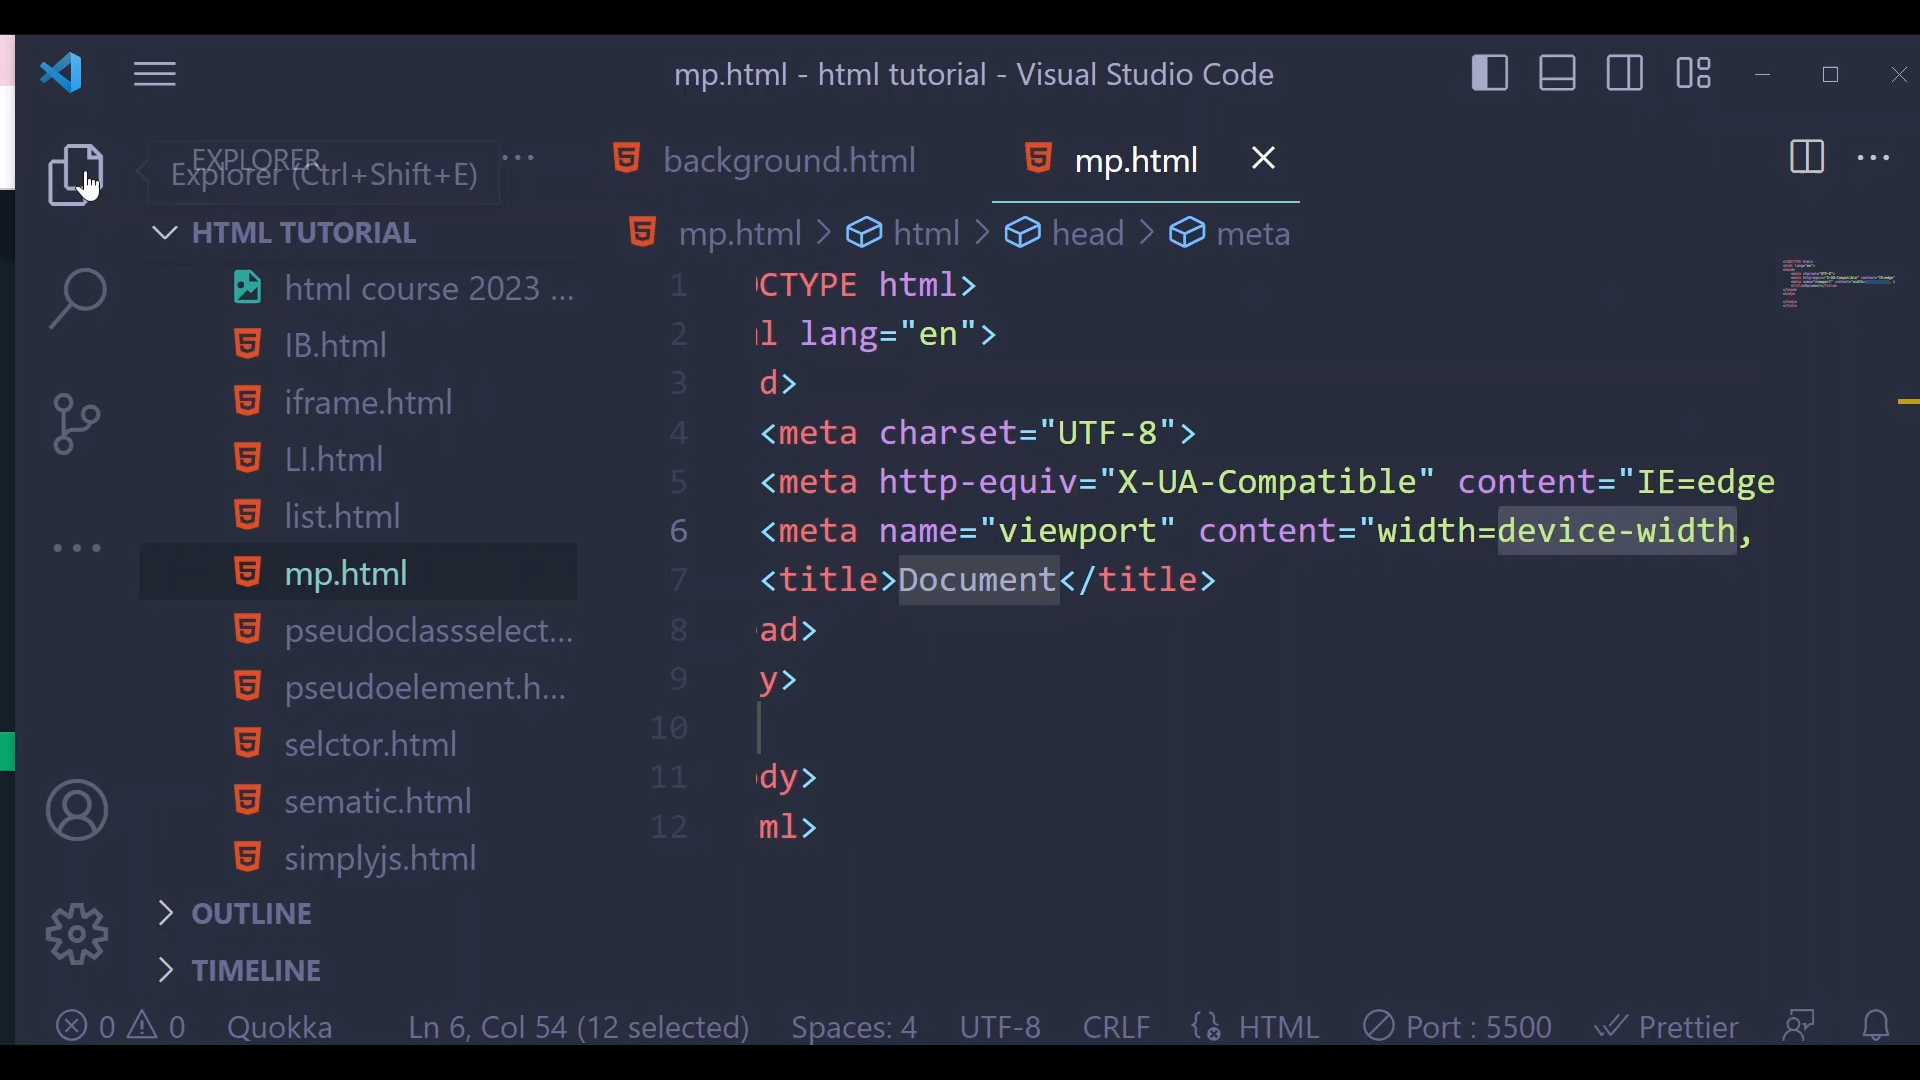 mp.html - html tutorial - Visual Studio Code
EXPLORER
Explorer (Ctrl+Shift+E)
HTML TUTORIAL
html course 2023 ...
IB.html
iframe.html
LI.html
list.html
mp.html
pseudoclassselect...
pseudoelement.h...
selctor.html
sematic.html
simplyjs.html
OUTLINE
TIMELINE
background.html
mp.html
mp.html > html > head > meta
1 OCTYPE html>
2 l lang="en">
3 d>
4 <meta charset="UTF-8">
5 <meta http-equiv="X-UA-Compatible" content="IE=edge
6 <meta name="viewport" content="width=device-width,
7 <title>Document</title>
8 ad>
9 y>
10
11 dy>
12 ml>
0 0 Quokka Ln 6, Col 54 (12 selected) Spaces: 4 UTF-8 CRLF HTML Port : 5500 Prettier